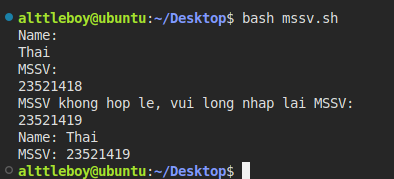 alttleboy@ubuntu:~/Desktop$ bash mssv.sh
Name:
Thai
MSSV:
23521418
MSSV khong hop le, vui long nhap lai MSSV:
23521419
Name: Thai
MSSV: 23521419
alttleboy@ubuntu:~/Desktop$